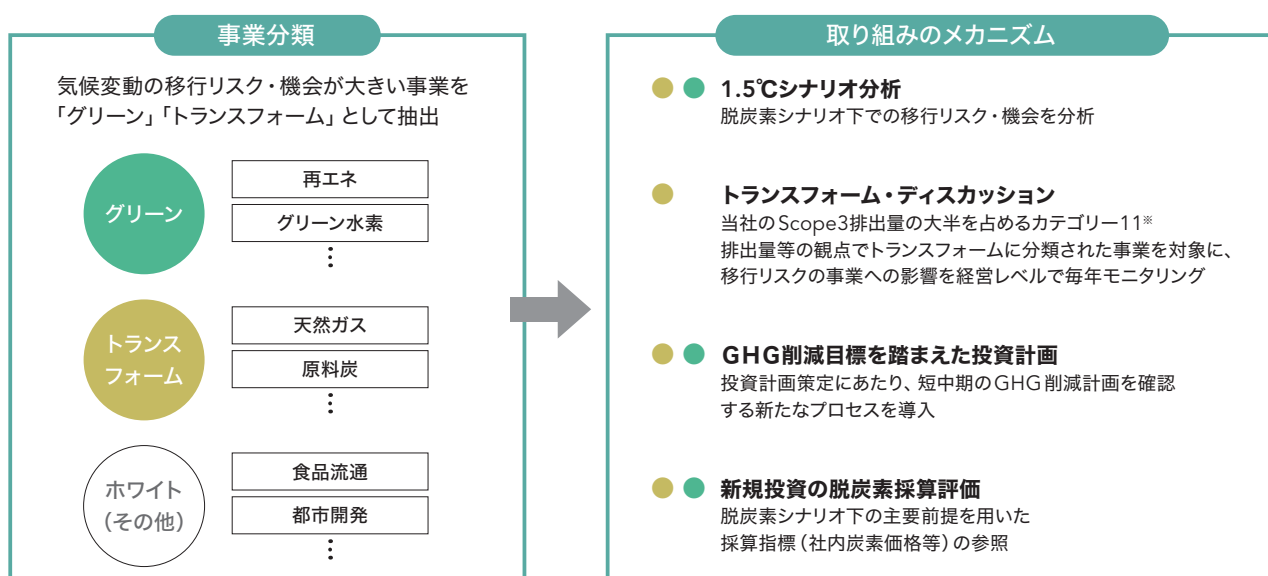 事業分類
気候変動の移行リスク・機会が大きい事業を
「グリーン」「トランスフォーム」として抽出
グリーン
再エネ
グリーン水素
⋮
トランス
フォーム
天然ガス
原料炭
⋮
ホワイト
(その他)
食品流通
都市開発
⋮
取り組みのメカニズム
1.5℃シナリオ分析
脱炭素シナリオ下での移行リスク・機会を分析
トランスフォーム・ディスカッション
当社のScope3排出量の大半を占めるカテゴリー11※
排出量等の観点でトランスフォームに分類された事業を対象に、
移行リスクの事業への影響を経営レベルで毎年モニタリング
GHG削減目標を踏まえた投資計画
投資計画策定にあたり、短中期のGHG削減計画を確認
する新たなプロセスを導入
新規投資の脱炭素採算評価
脱炭素シナリオ下の主要前提を用いた
採算指標(社内炭素価格等)の参照